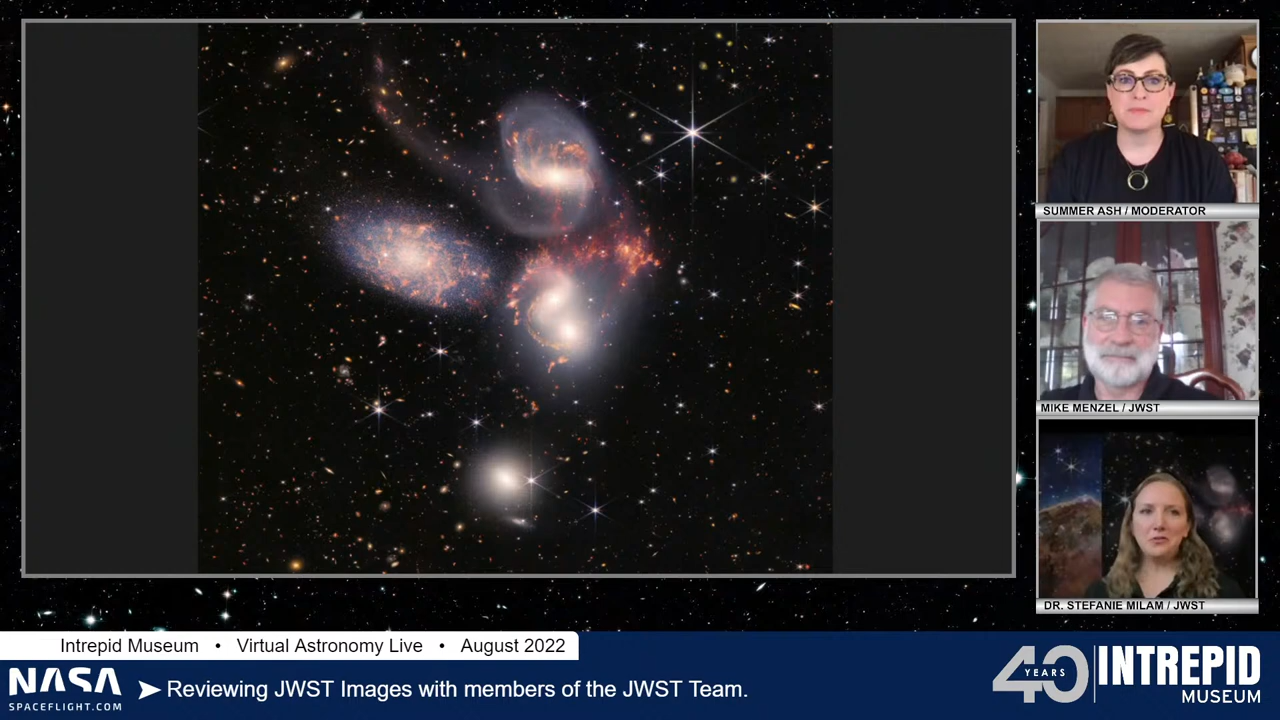 SUMMER ASH / MODERATOR
MIKE MENZEL / JWST
DR. STEFANIE MILAM / JWST
Intrepid Museum • Virtual Astronomy Live • August 2022
NASA
SPACEFLIGHT.COM
➤ Reviewing JWST Images with members of the JWST Team.
40
YEARS
INTREPID
MUSEUM